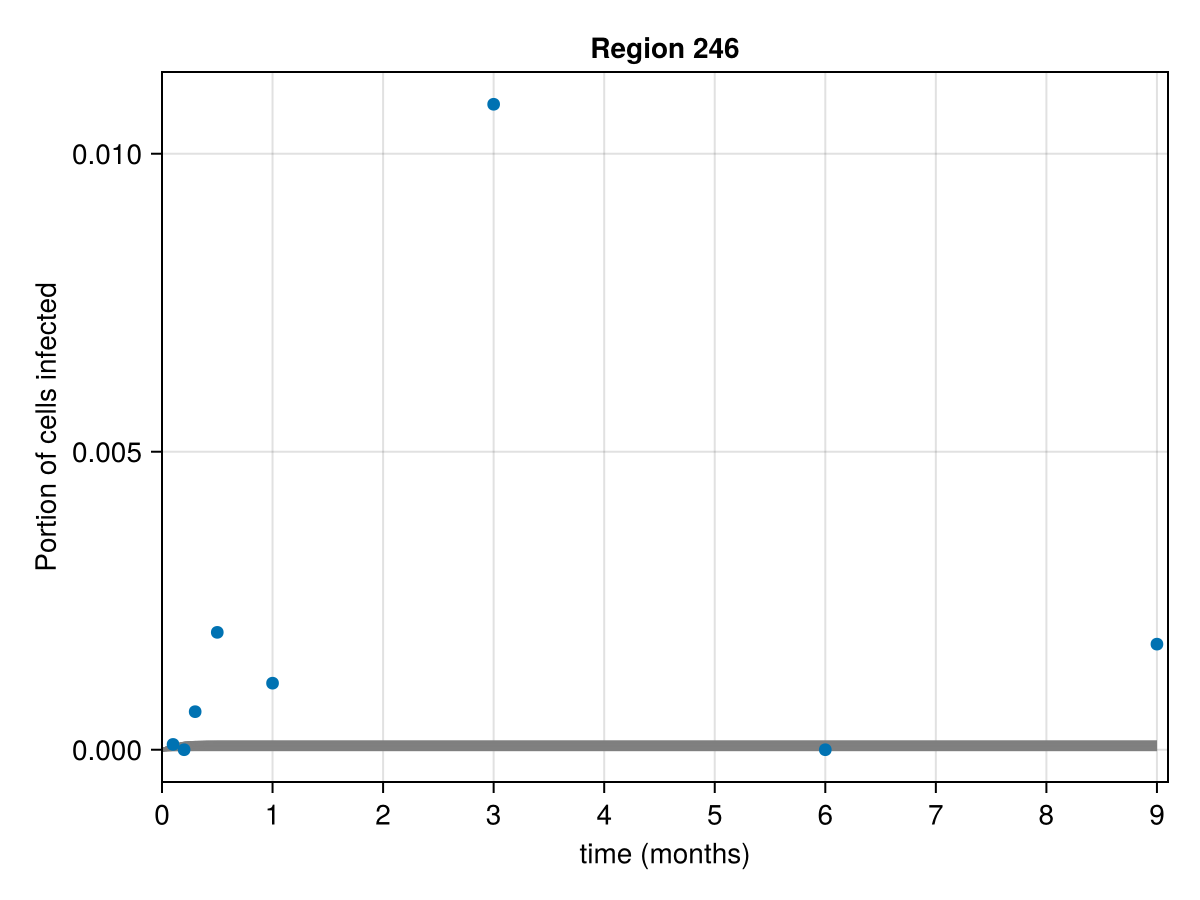 Region 246
Portion of cells infected
0.010
0.005
0.000
0 1 2 3 4 5 6 7 8 9
time (months)